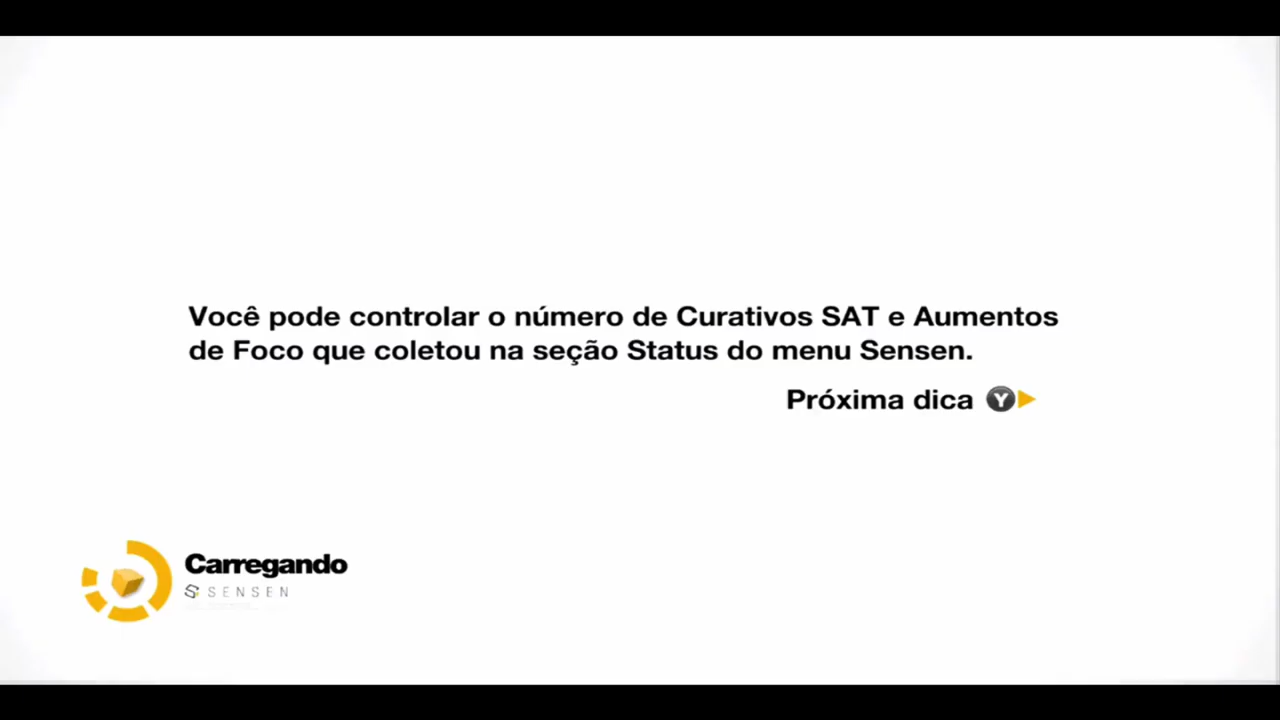 Você pode controlar o número de Curativos SAT e Aumentos
de Foco que coletou na seção Status do menu Sensen.
Próxima dica Y
Carregando
SENSEN